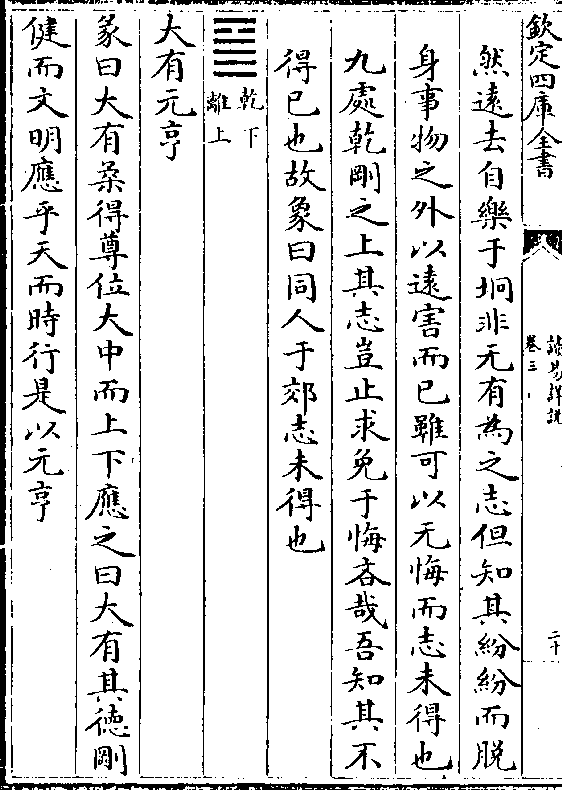 欽定四庫全書
讀易詳說
卷三
二十
然遠去自樂于坰非无有為之志但知其紛紛而脱
身事物之外以遠害而已雖可以无悔而志未得也
九處乾剛之上其志豈止求免于悔吝哉吾知其不
得已也故象曰同人于郊志未得也
乾下
離上
大有元亨
彖曰大有柔得尊位大中而上下應之曰大有其德剛
健而文明應乎天而時行是以元亨